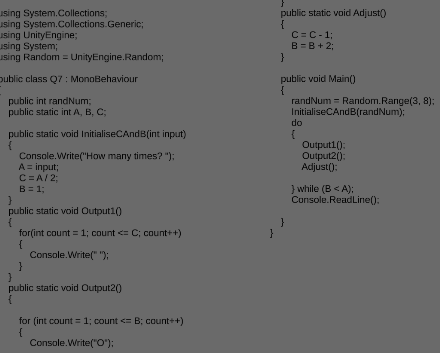 using System.Collections;
using System.Collections.Generic;
using UnityEngine;
using System;
using Random = UnityEngine.Random;
public class Q7 : MonoBehaviour
{
public int randNum;
public static int A, B, C;
public static void InitialiseCAndB(int input)
{
Console.Write("How many times? ");
A = input;
C = A / 2;
B = 1;
}
public static void Output1()
{
for(int count = 1; count <= C; count++)
{
Console.Write(" ");
}
}
public static void Output2()
{
for (int count = 1; count <= B; count++)
{
Console.Write("O");
}
public static void Adjust()
{
C = C - 1;
B = B + 2;
}
public void Main()
{
randNum = Random.Range(3, 8);
InitialiseCAndB(randNum);
do
{
Output1();
Output2();
Adjust();
} while (B < A);
Console.ReadLine();
}
}